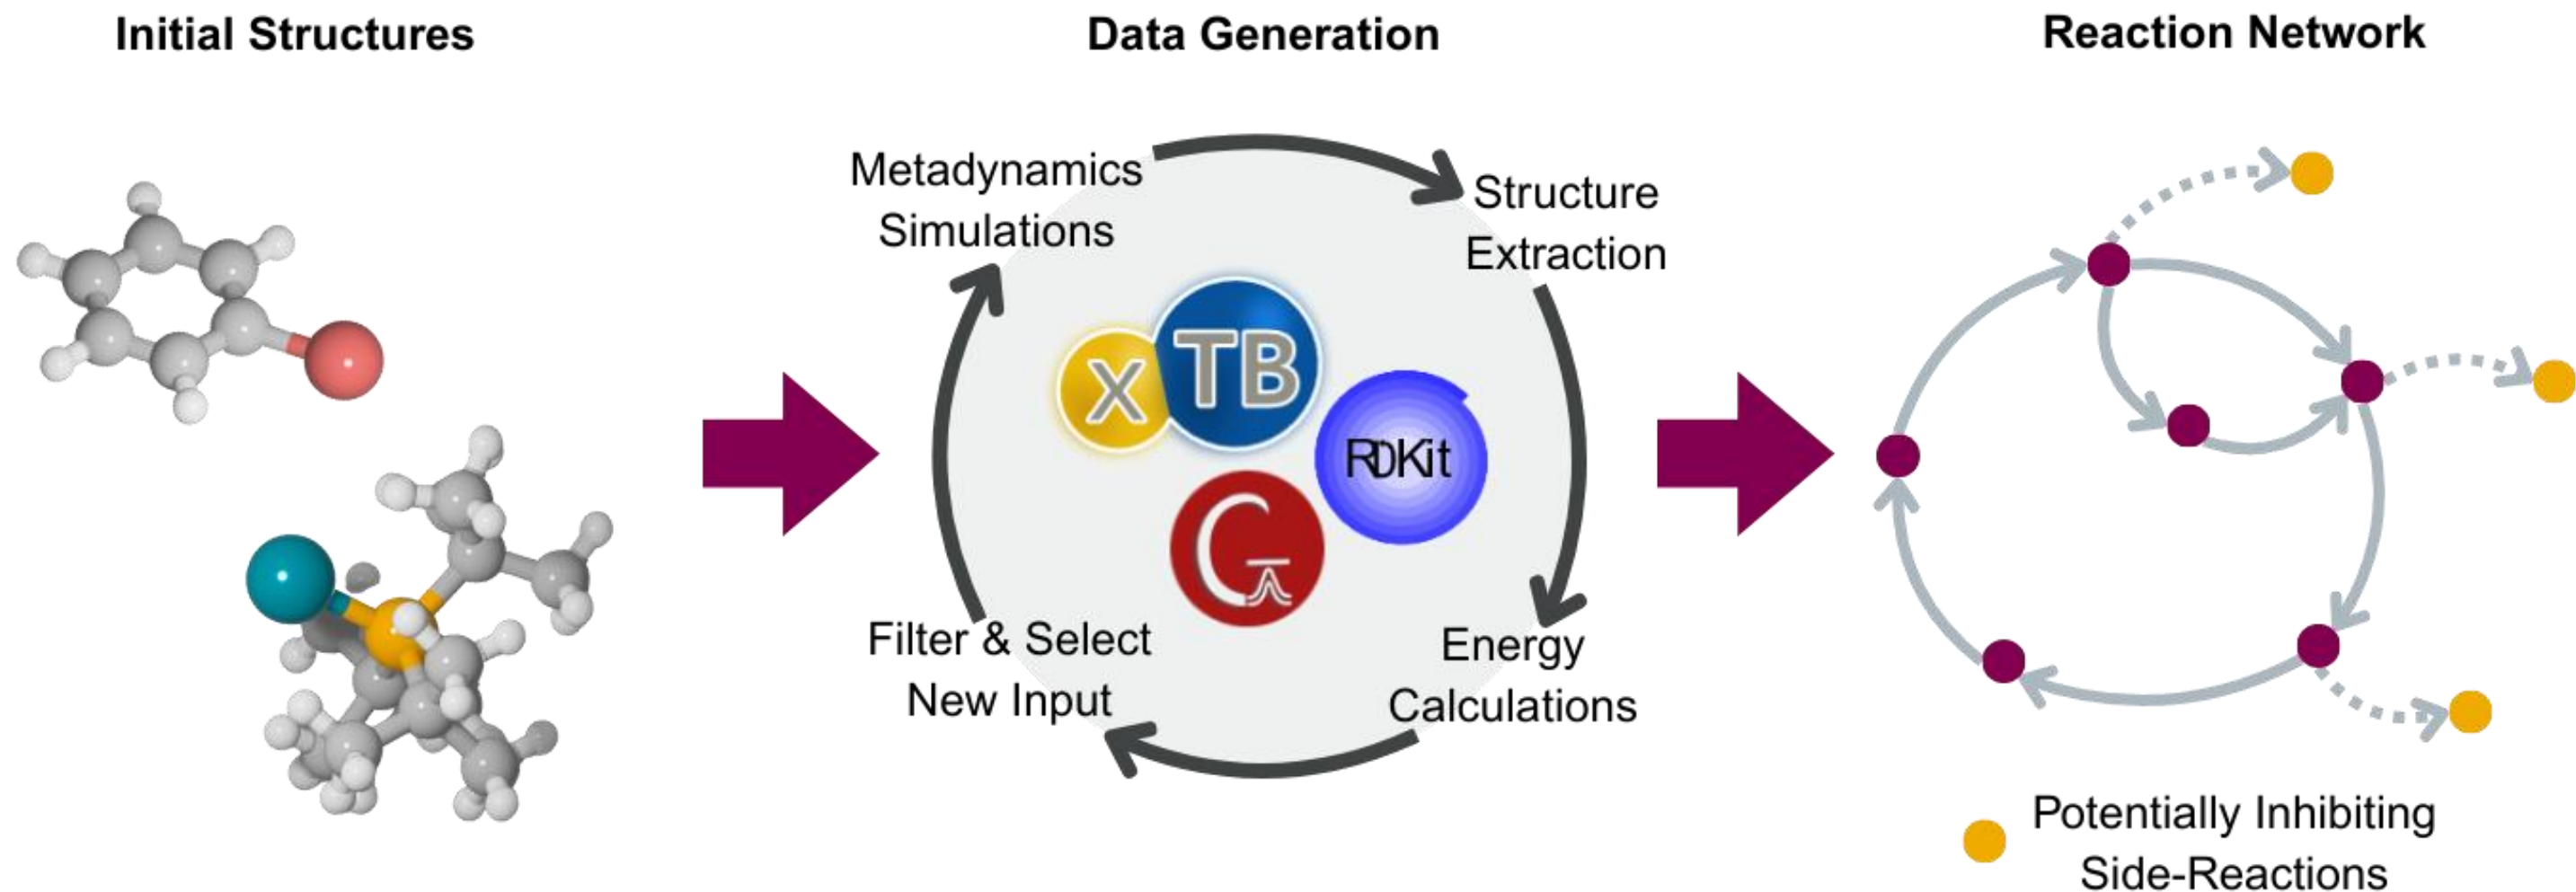 Initial Structures
Data Generation
Reaction Network
Metadynamics
Simulations
Structure
Extraction
x TB
RDKit
Filter & Select
New Input
Energy
Calculations
Potentially Inhibiting
Side-Reactions